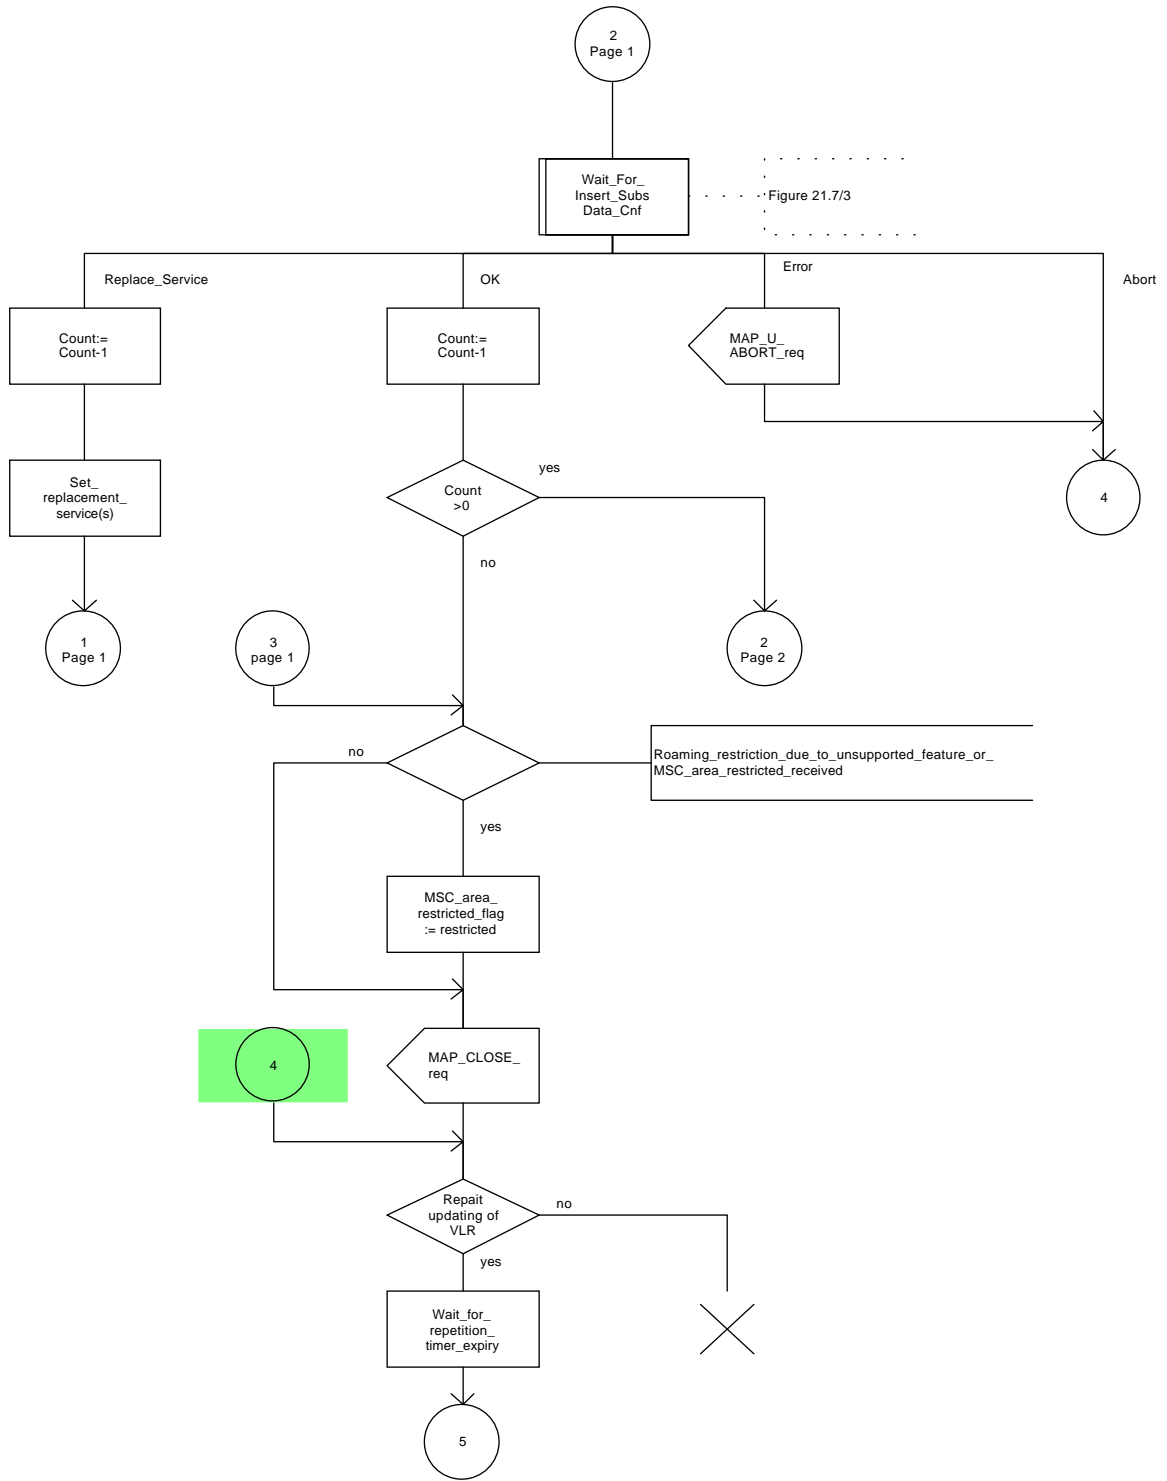 2
Page 1
Wait_For_
Insert_Subs
Data_Cnf
Figure 21.7/3
Replace_Service
OK
Error
Abort
Count:=
Count-1
Count:=
Count-1
MAP_U_
ABORT_req
Set_
replacement_
service(s)
Count
>0
yes
4
no
1
Page 1
3
page 1
2
Page 2
no
Roaming_restriction_due_to_unsupported_feature_or_
MSC_area_restricted_received
yes
MSC_area_
restricted_flag
:= restricted
4
MAP_CLOSE_
req
Repait
updating of
VLR
no
yes
Wait_for_
repetition_
timer_expiry
5